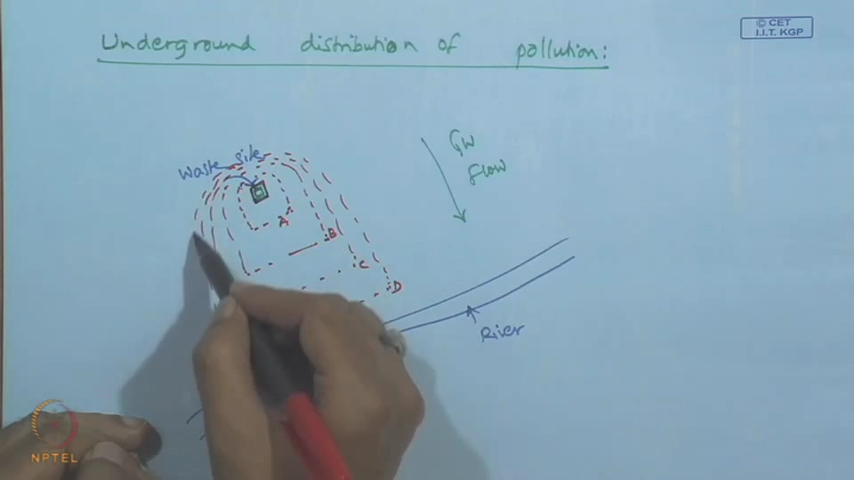 © CET
I.I.T. KGP
Underground distribution of pollution:
Waste site
GW
flow
A
B
C
D
River
NPTEL